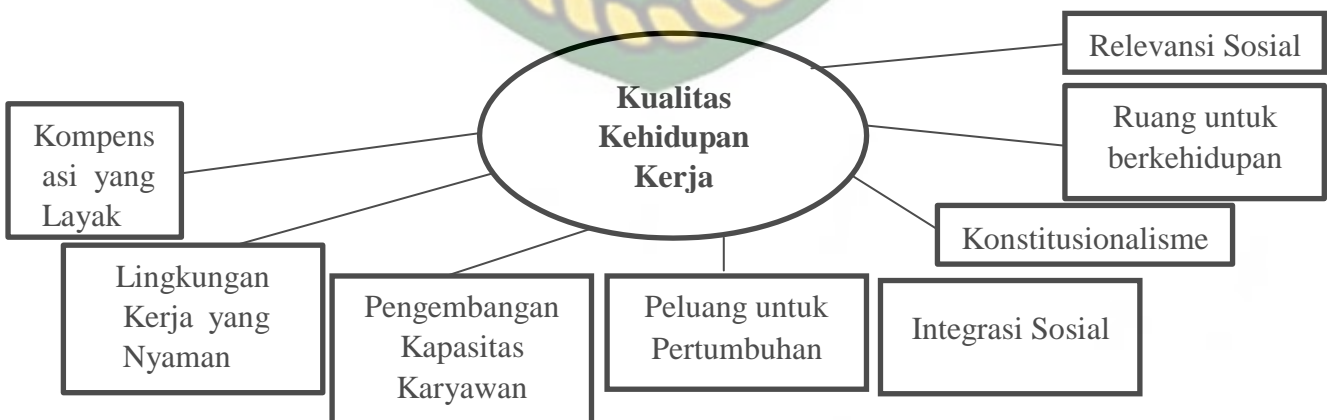 Kualitas
Kehidupan
Kerja
Relevansi Sosial
Ruang untuk
berkehidupan
Konstitusionalisme
Integrasi Sosial
Peluang untuk
Pertumbuhan
Pengembangan
Kapasitas
Karyawan
Lingkungan
Kerja yang
Nyaman
Kompens
asi yang
Layak